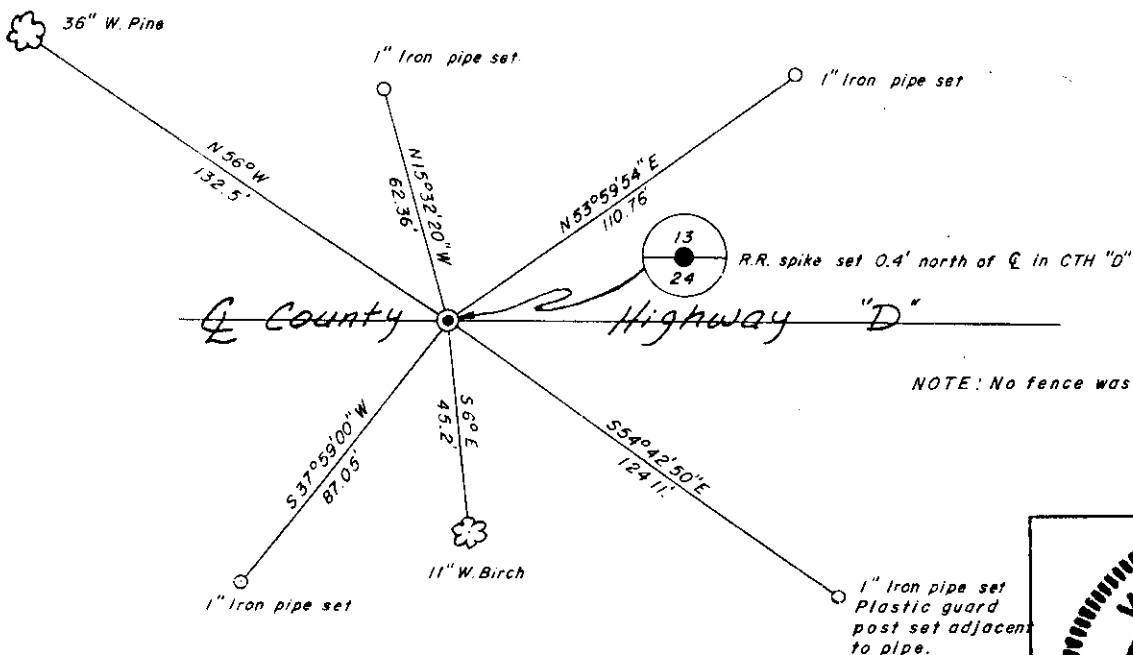 36" W. Pine
1" Iron pipe set
1" Iron pipe set
N 56° W
132.5'
N15°32'20"W
62.36'
N53°59'54"E
110.76'
13
24
R.R. spike set 0.4' north of ℄ in CTH "D"
℄ County Highway "D"
NOTE: No fence was
S 37°59'00"W
87.05'
S 6° E
45.2'
S54°42'50"E
124.11'
11" W. Birch
1" Iron pipe set
1" Iron pipe set
Plastic guard
post set adjacent
to pipe.